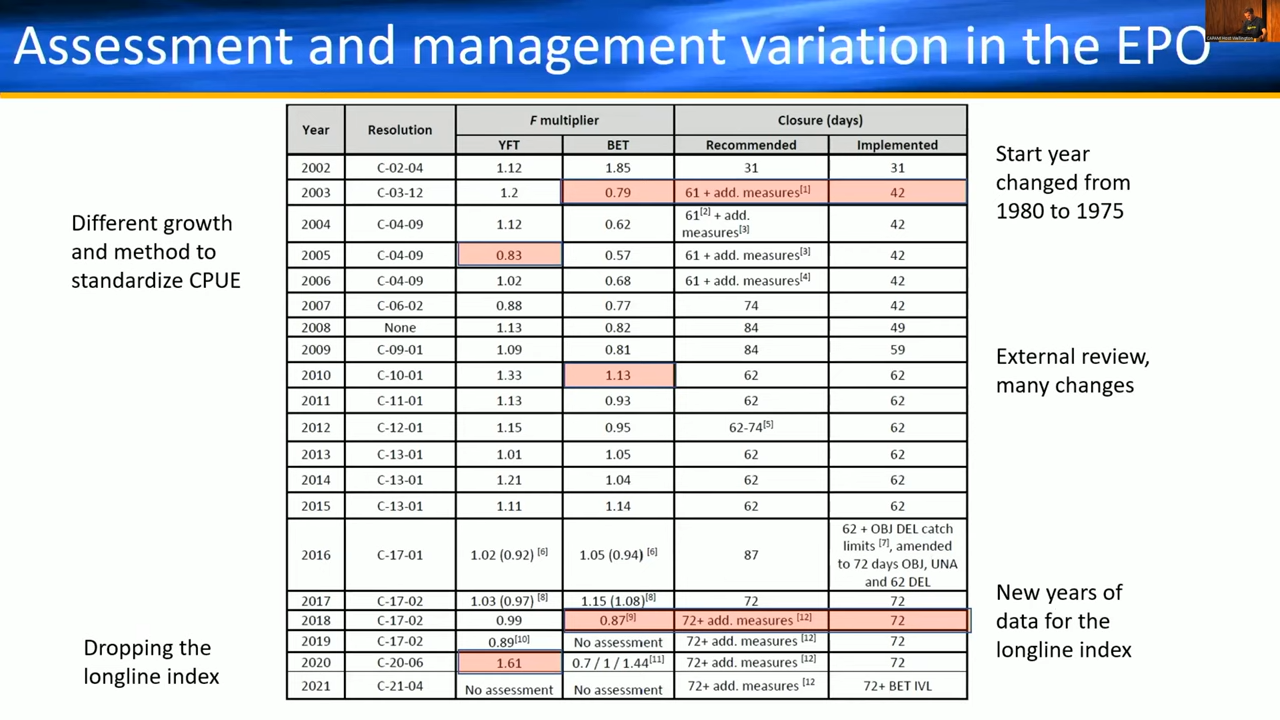 Assessment and management variation in the EPO
Different growth
and method to
standardize CPUE
Dropping the
longline index
Year Resolution F multiplier Closure (days)
YFT BET Recommended Implemented
2002 C-02-04 1.12 1.85 31 31
2003 C-03-12 1.2 0.79 61 + add. measures[1] 42
2004 C-04-09 1.12 0.62 61[2] + add. measures[3] 42
2005 C-04-09 0.83 0.57 61 + add. measures[3] 42
2006 C-04-09 1.02 0.68 61 + add. measures[4] 42
2007 C-06-02 0.88 0.77 74 42
2008 None 1.13 0.82 84 49
2009 C-09-01 1.09 0.81 84 59
2010 C-10-01 1.33 1.13 62 62
2011 C-11-01 1.13 0.93 62 62
2012 C-12-01 1.15 0.95 62-74[5] 62
2013 C-13-01 1.01 1.05 62 62
2014 C-13-01 1.21 1.04 62 62
2015 C-13-01 1.11 1.14 62 62
2016 C-17-01 1.02 (0.92) [6] 1.05 (0.94) [6] 87 62 + OBJ DEL catch limits [7], amended to 72 days OBJ, UNA and 62 DEL
2017 C-17-02 1.03 (0.97) [8] 1.15 (1.08)[8] 72 72
2018 C-17-02 0.99 0.87[9] 72+ add. measures [12] 72
2019 C-17-02 0.89[10] No assessment 72+ add. measures [12] 72
2020 C-20-06 1.61 0.7 / 1 / 1.44[11] 72+ add. measures [12] 72
2021 C-21-04 No assessment No assessment 72+ add. measures [12 72+ BET IVL
Start year
changed from
1980 to 1975
External review,
many changes
New years of
data for the
longline index